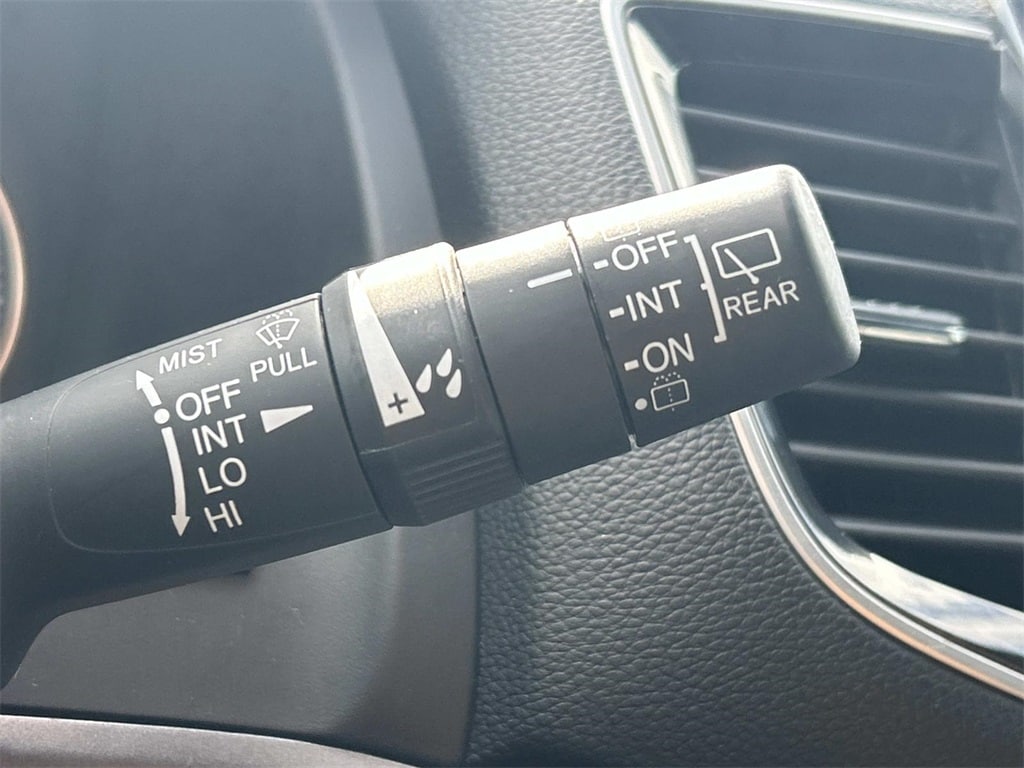 MIST
PULL
OFF
INT
LO
HI
+
-OFF
-INT
-ON
REAR